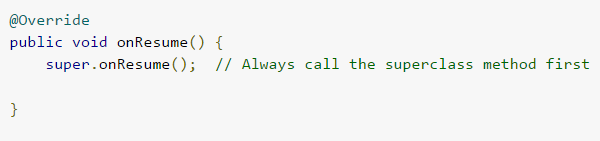 @Override
public void onResume() {
    super.onResume();  // Always call the superclass method first
}